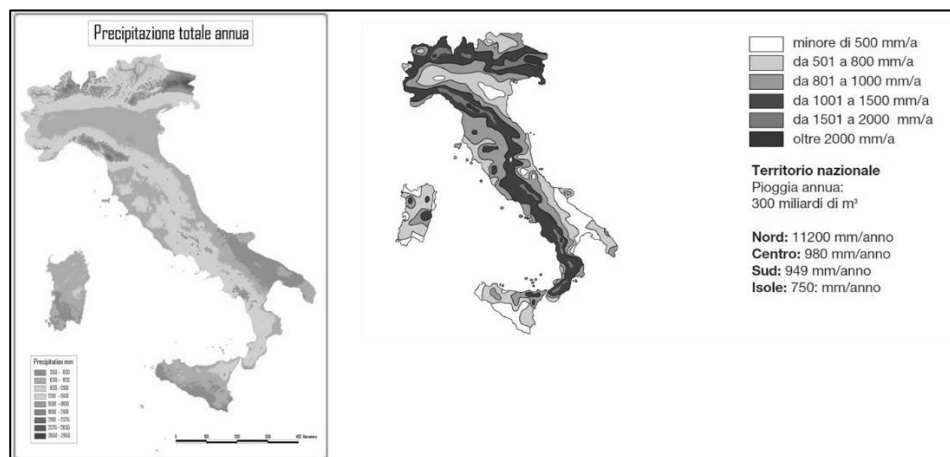 Precipitazione totale annua
Precipitation mm
minore di 500 mm/a
da 501 a 800 mm/a
da 801 a 1000 mm/a
da 1001 a 1500 mm/a
da 1501 a 2000 mm/a
oltre 2000 mm/a
Territorio nazionale
Pioggia annua:
300 miliardi di m³
Nord: 11200 mm/anno
Centro: 980 mm/anno
Sud: 949 mm/anno
Isole: 750: mm/anno